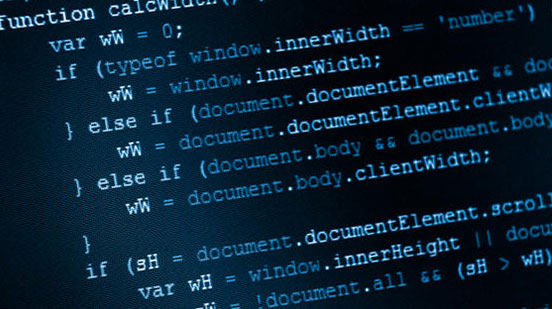 function calcWidth() {
var wW = 0;
if (typeof window.innerWidth == 'number')
wW = window.innerWidth;
} else if (document.documentElement && doc
wW = document.documentElement.clientW
} else if (document.body && document.body
wW = document.body.clientWidth;
}
if (sH = document.documentElement.scroll
var wH = window.innerHeight || docu
= !document.all && (sH > wH)